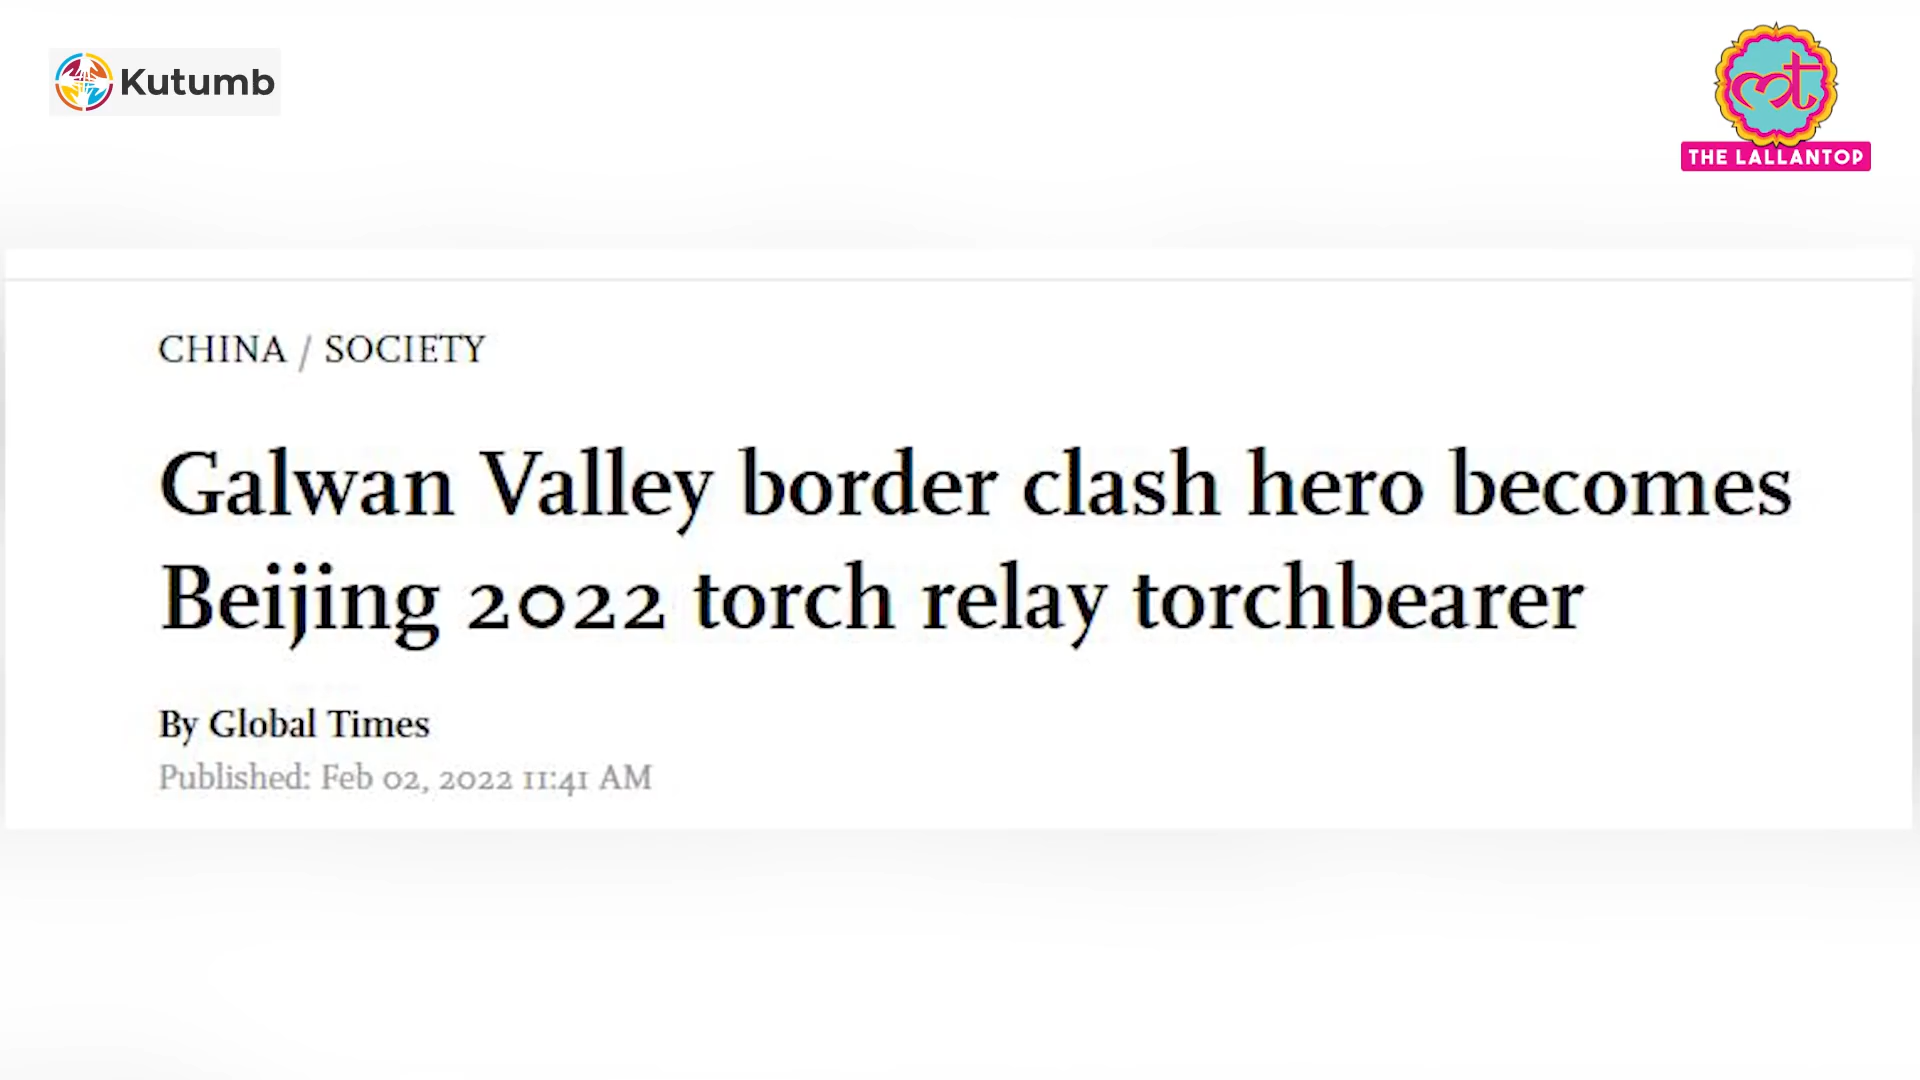 Kutumb
THE LALLANTOP
CHINA / SOCIETY
Galwan Valley border clash hero becomes
Beijing 2022 torch relay torchbearer
By Global Times
Published: Feb 02, 2022 11:41 AM